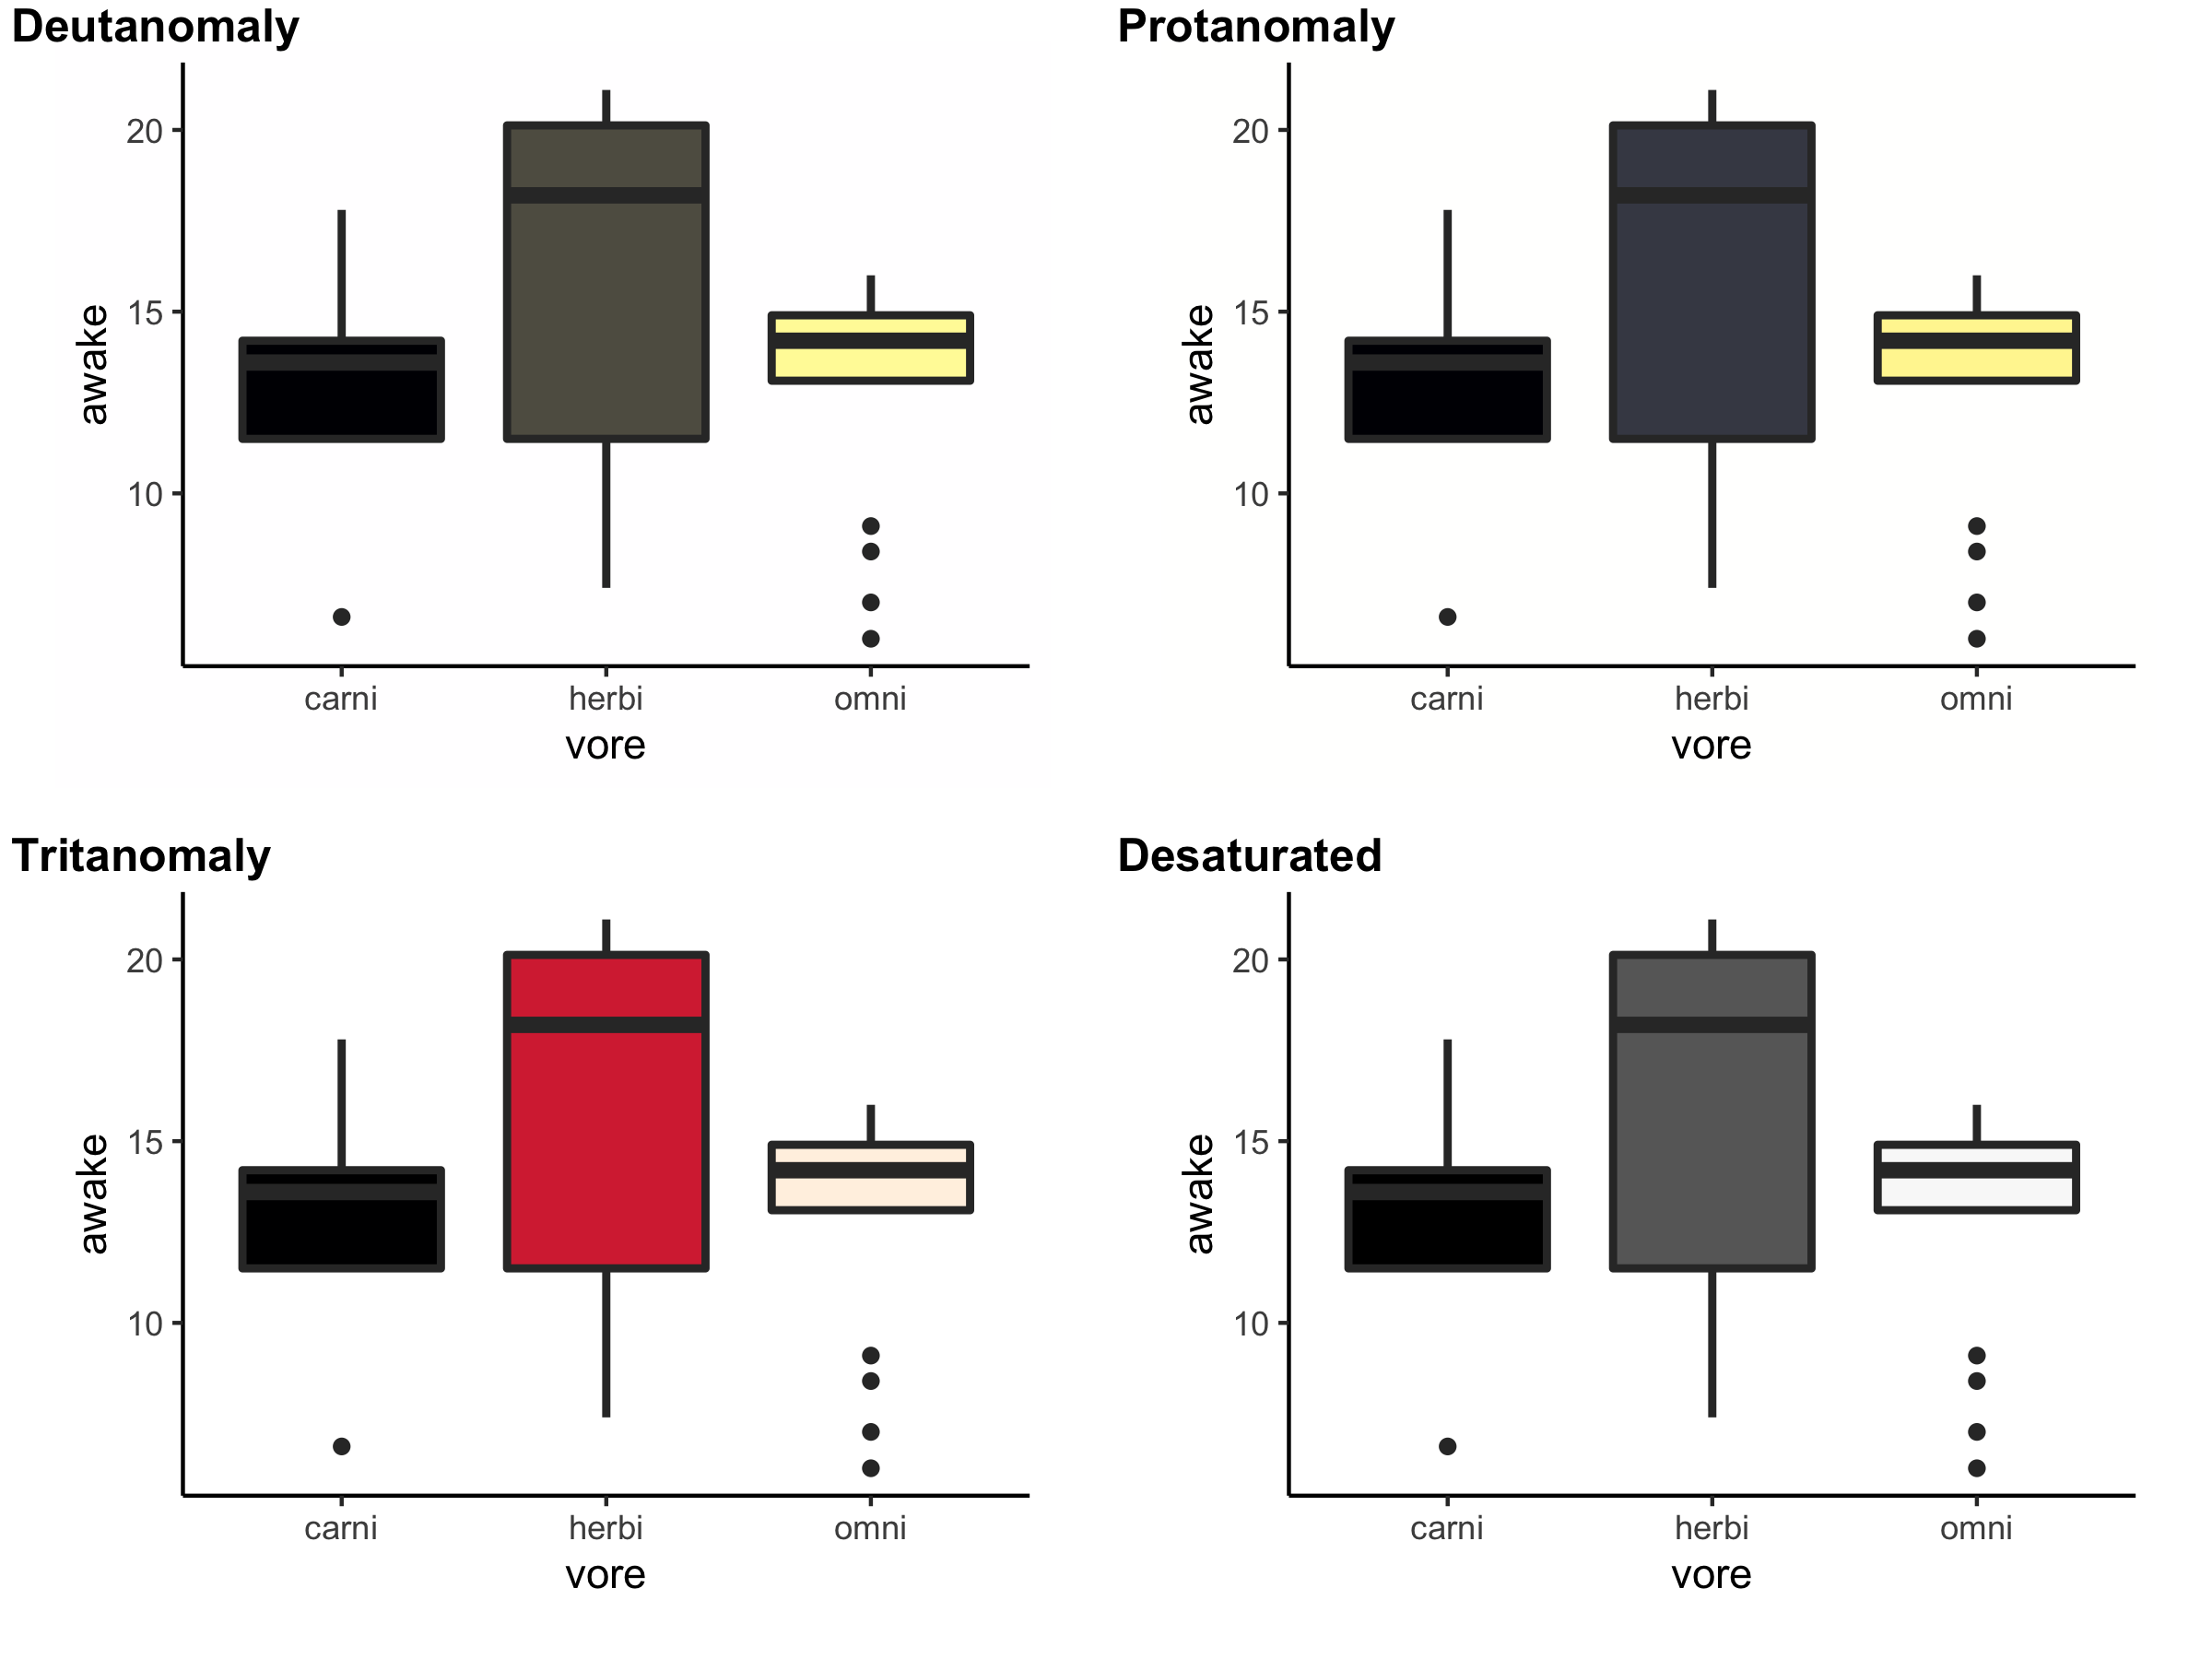 Deutanomaly
awake
20
15
10
carni herbi omni
vore
Protanomaly
awake
20
15
10
carni herbi omni
vore
Tritanomaly
awake
20
15
10
carni herbi omni
vore
Desaturated
awake
20
15
10
carni herbi omni
vore